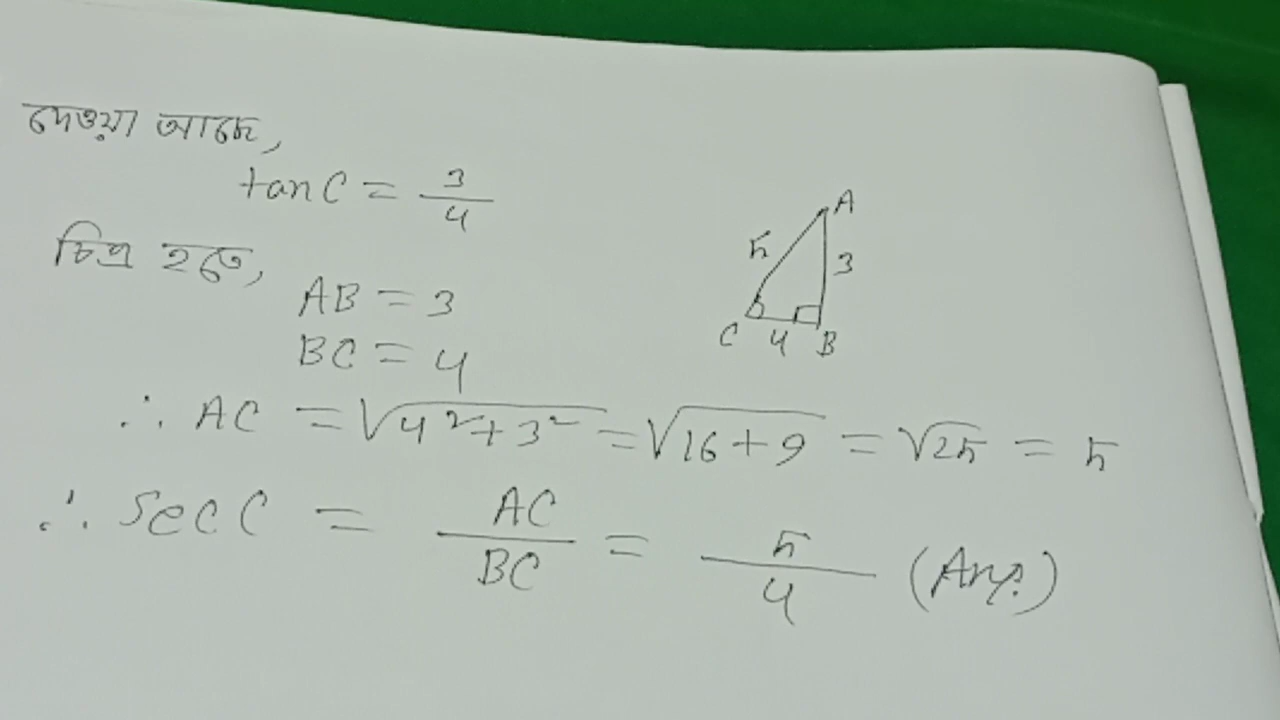 দেওয়া আছে,
tanC = 3/4
চিত্র হতে,
AB = 3
BC = 4
∴ AC = √(4²+3²) = √(16+9) = √25 = 5
∴ sec C = AC/BC = 5/4 (Ans.)
A
5
3
C 4 B